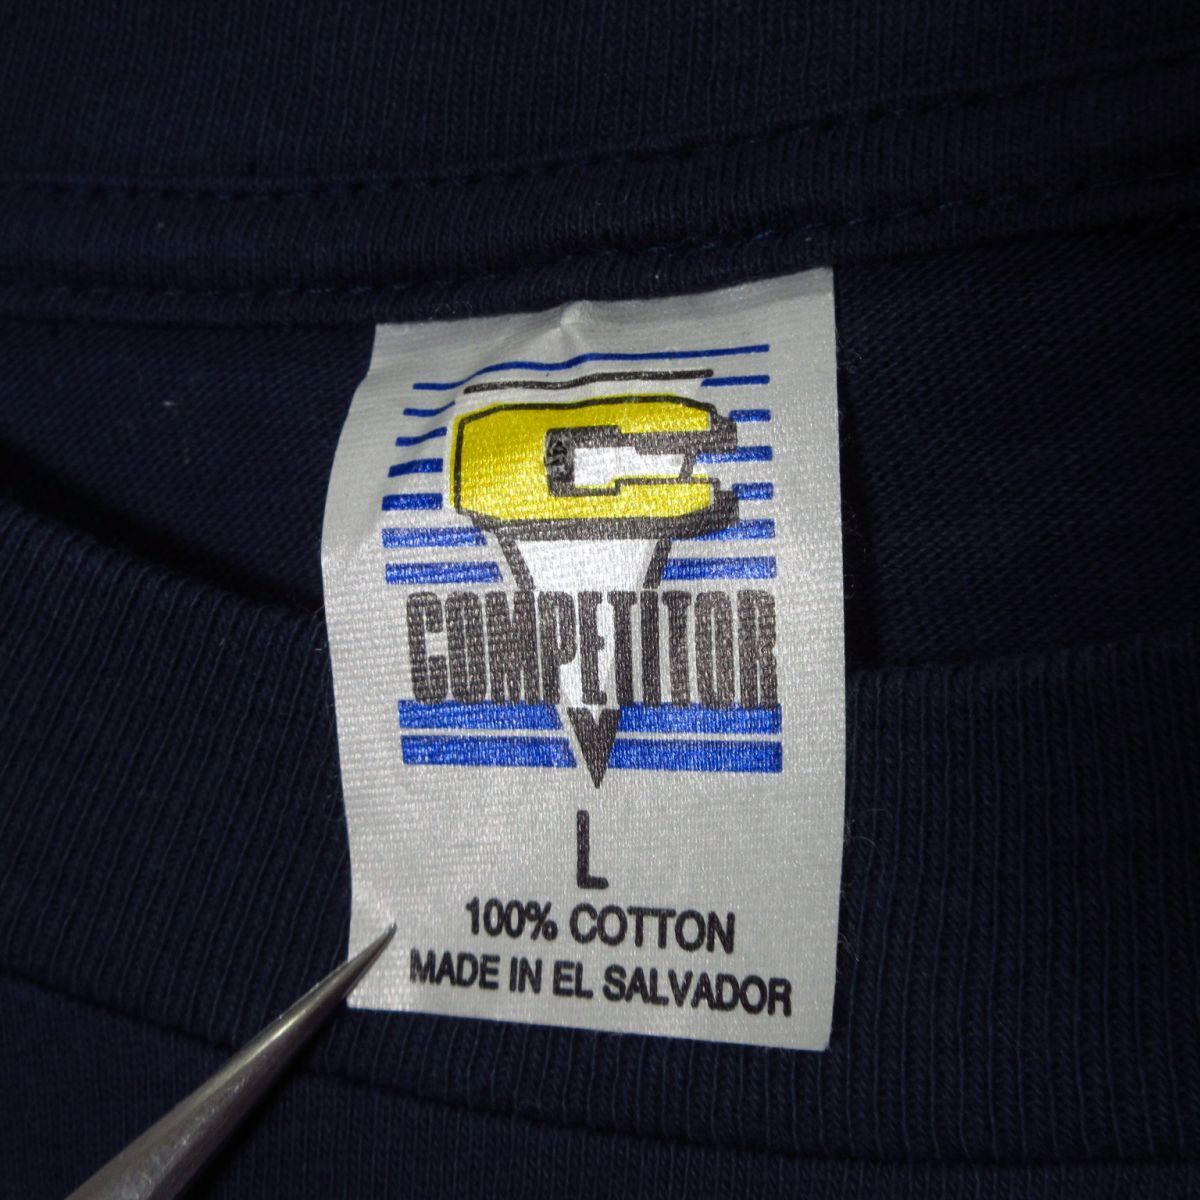 C
COMPETITOR
L
100% COTTON
MADE IN EL SALVADOR